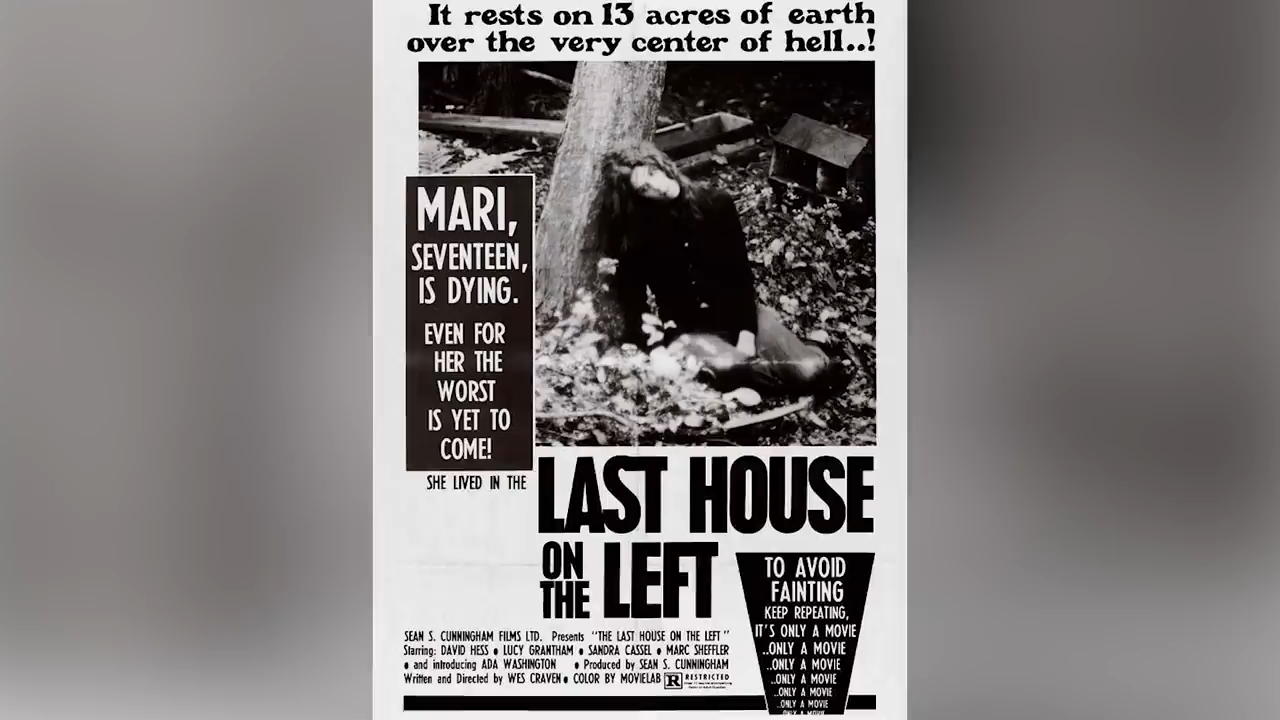 It rests on 13 acres of earth
over the very center of hell..!
MARI,
SEVENTEEN,
IS DYING.
EVEN FOR
HER THE
WORST
IS YET TO
COME!
SHE LIVED IN THE
LAST HOUSE
ON
THE
LEFT
TO AVOID
FAINTING
KEEP REPEATING,
IT'S ONLY A MOVIE
..ONLY A MOVIE
..ONLY A MOVIE
..ONLY A MOVIE
..ONLY A MOVIE
..ONLY A MOVIE
SEAN S. CUNNINGHAM FILMS LTD. Presents "THE LAST HOUSE ON THE LEFT"
Starring: DAVID HESS • LUCY GRANTHAM • SANDRA CASSEL • MARC SHEFFLER
• and introducing ADA WASHINGTON • Produced by SEAN S. CUNNINGHAM
Written and Directed by WES CRAVEN • COLOR BY MOVIELAB R RESTRICTED